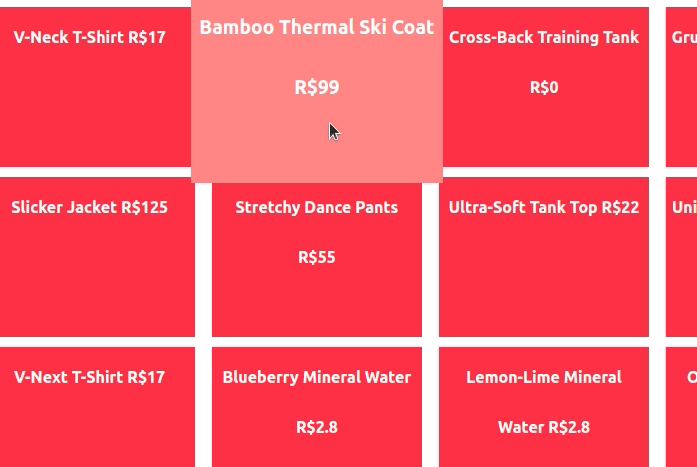 V-Neck T-Shirt R$17
Bamboo Thermal Ski Coat
R$99
Cross-Back Training Tank
R$0
Slicker Jacket R$125
Stretchy Dance Pants
R$55
Ultra-Soft Tank Top R$22
V-Next T-Shirt R$17
Blueberry Mineral Water
R$2.8
Lemon-Lime Mineral
Water R$2.8